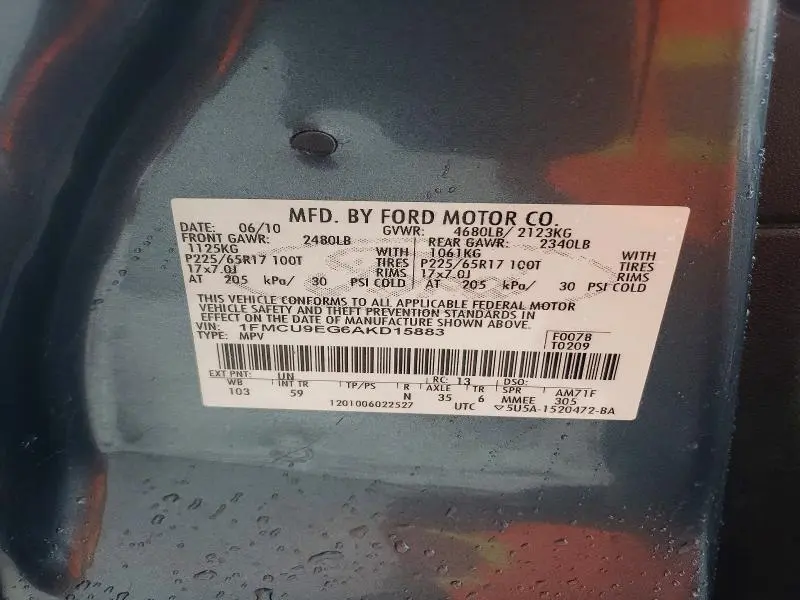 MFD. BY FORD MOTOR CO.
DATE: 06/10 GVWR: 4680LB/ 2123KG
FRONT GAWR: 2480LB REAR GAWR: 2340LB
1125KG WITH 1061KG WITH
P225/65R17 100T TIRES P225/65R17 100T TIRES
17x7.0J RIMS 17x7.0J RIMS
AT 205 kPa/ 30 PSI COLD AT 205 kPa/ 30 PSI COLD
THIS VEHICLE CONFORMS TO ALL APPLICABLE FEDERAL MOTOR
VEHICLE SAFETY AND THEFT PREVENTION STANDARDS IN
EFFECT ON THE DATE OF MANUFACTURE SHOWN ABOVE.
VIN: 1FMCU9EG6AKD15883 F0078
TYPE: MPV T0209
EXT PNT: UN RC: 13 DSO:
WB INT TR TP/PS R AXLE TR SPR AM71F
103 59 N 35 6 MMEE 305
1201006022527 UTC ▽5U5A-1520472-BA